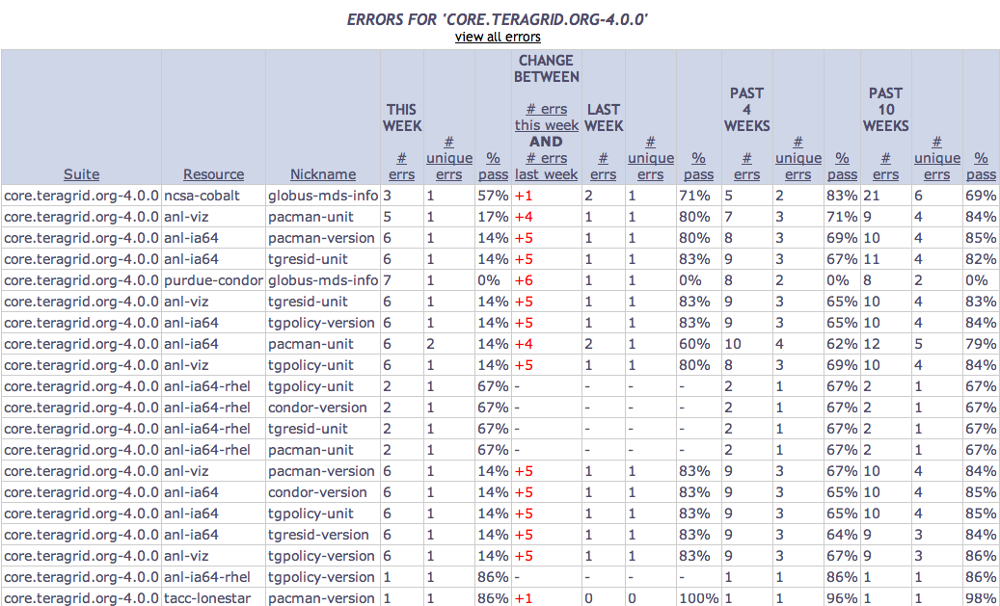 ERRORS FOR 'CORE.TERAGRID.ORG-4.0.0'
view all errors
CHANGE
BETWEEN
# errs
this week
AND
# errs
last week
THIS
WEEK
LAST
WEEK
PAST
4
WEEKS
PAST
10
WEEKS
Suite Resource Nickname # errs # unique errs % pass # errs # unique errs % pass # errs # unique errs % pass # errs # unique errs % pass
core.teragrid.org-4.0.0 ncsa-cobalt globus-mds-info 3 1 57% +1 2 1 71% 5 2 83% 21 6 69%
core.teragrid.org-4.0.0 anl-viz pacman-unit 5 1 17% +4 1 1 80% 7 3 71% 9 4 84%
core.teragrid.org-4.0.0 anl-ia64 pacman-version 6 1 14% +5 1 1 80% 8 3 69% 10 4 85%
core.teragrid.org-4.0.0 anl-ia64 tgresid-unit 6 1 14% +5 1 1 83% 9 3 67% 11 4 82%
core.teragrid.org-4.0.0 purdue-condor globus-mds-info 7 1 0% +6 1 1 0% 8 2 0% 8 2 0%
core.teragrid.org-4.0.0 anl-viz tgresid-unit 6 1 14% +5 1 1 83% 9 3 65% 10 4 83%
core.teragrid.org-4.0.0 anl-ia64 tgpolicy-version 6 1 14% +5 1 1 83% 9 3 65% 10 4 84%
core.teragrid.org-4.0.0 anl-ia64 pacman-unit 6 2 14% +4 2 1 60% 10 4 62% 12 5 79%
core.teragrid.org-4.0.0 anl-viz tgpolicy-unit 6 1 14% +5 1 1 80% 8 3 69% 10 4 84%
core.teragrid.org-4.0.0 anl-ia64-rhel tgpolicy-unit 2 1 67% - - - - 2 1 67% 2 1 67%
core.teragrid.org-4.0.0 anl-ia64-rhel condor-version 2 1 67% - - - - 2 1 67% 2 1 67%
core.teragrid.org-4.0.0 anl-ia64-rhel tgresid-unit 2 1 67% - - - - 2 1 67% 2 1 67%
core.teragrid.org-4.0.0 anl-ia64-rhel pacman-unit 2 1 67% - - - - 2 1 67% 2 1 67%
core.teragrid.org-4.0.0 anl-viz pacman-version 6 1 14% +5 1 1 83% 9 3 67% 10 4 84%
core.teragrid.org-4.0.0 anl-ia64 condor-version 6 1 14% +5 1 1 83% 9 3 65% 10 4 85%
core.teragrid.org-4.0.0 anl-ia64 tgpolicy-unit 6 1 14% +5 1 1 83% 9 3 65% 10 4 85%
core.teragrid.org-4.0.0 anl-ia64 tgresid-version 6 1 14% +5 1 1 83% 9 3 64% 9 3 84%
core.teragrid.org-4.0.0 anl-viz tgpolicy-version 6 1 14% +5 1 1 83% 9 3 67% 9 3 86%
core.teragrid.org-4.0.0 anl-ia64-rhel tgpolicy-version 1 1 86% - - - - 1 1 86% 1 1 86%
core.teragrid.org-4.0.0 tacc-lonestar pacman-version 1 1 86% +1 0 0 100% 1 1 96% 1 1 98%